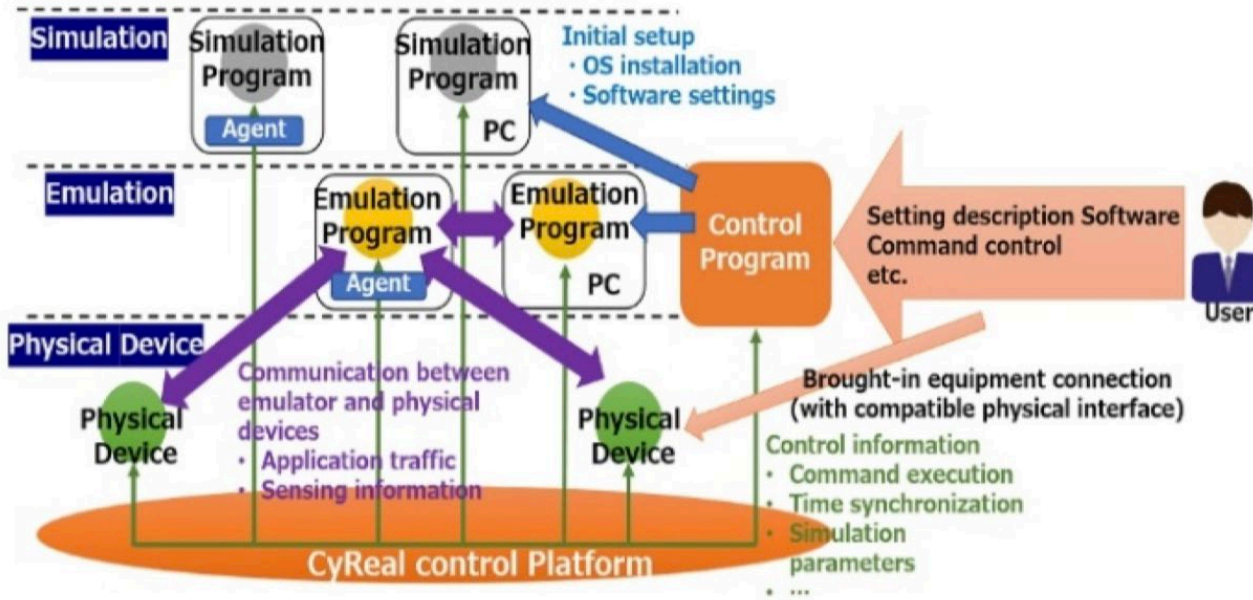 Simulation
Simulation
Program
Agent
Simulation
Program
PC
Initial setup
・OS installation
・Software settings
Emulation
Emulation
Program
Agent
Emulation
Program
PC
Control
Program
Setting description Software
Command control
etc.
User
Physical Device
Physical
Device
Communication between
emulator and physical
devices
• Application traffic
• Sensing information
Physical
Device
Brought-in equipment connection
(with compatible physical interface)
Control information
• Command execution
• Time synchronization
• Simulation
parameters
• ...
CyReal control Platform